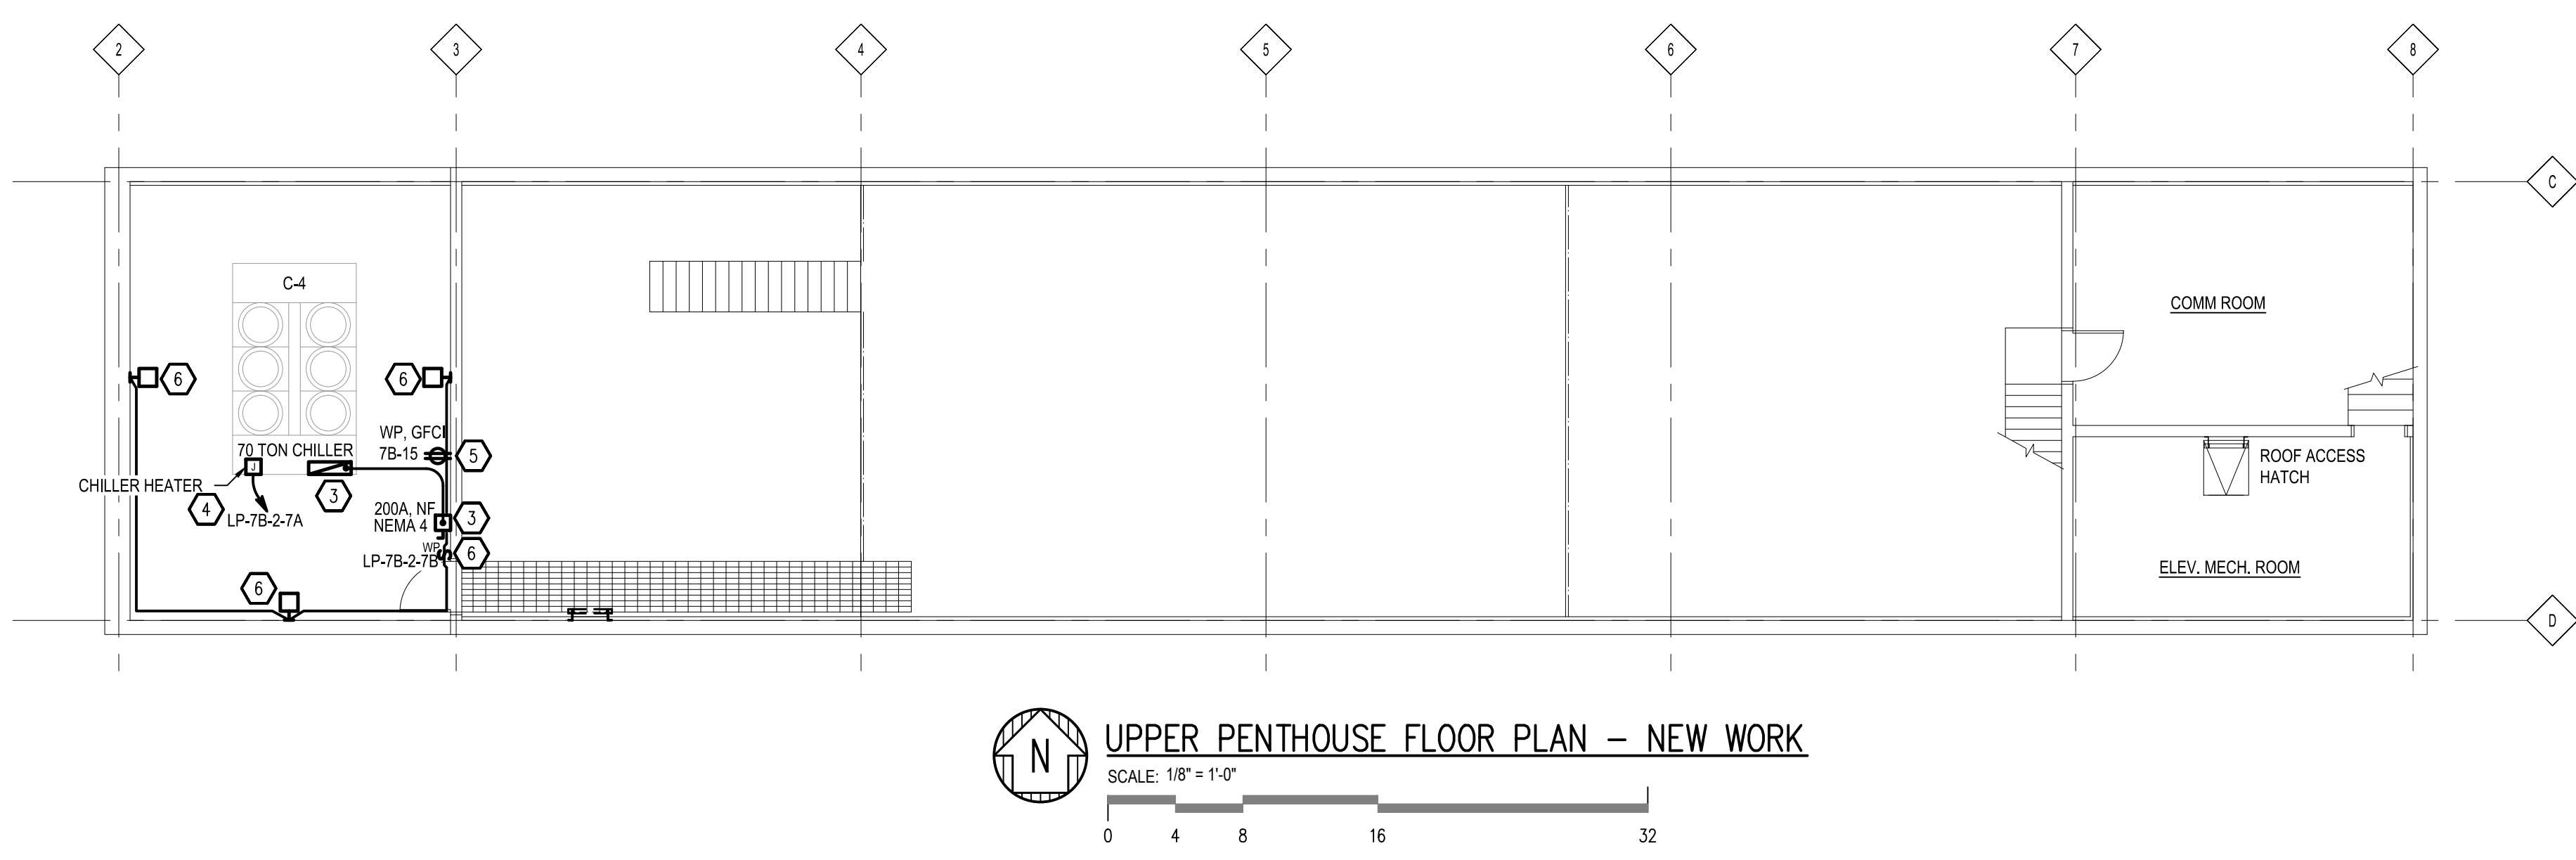 2
3
4
5
6
7
8
C
C-4
COMM ROOM
6
6
WP, GFCI
7B-15
5
70 TON CHILLER
J
CHILLER HEATER
3
4
LP-7B-2-7A
200A, NF
NEMA 4
3
WP
S
LP-7B-2-7B
6
6
ROOF ACCESS
HATCH
ELEV. MECH. ROOM
D
N
UPPER PENTHOUSE FLOOR PLAN - NEW WORK
SCALE: 1/8" = 1'-0"
0 4 8 16 32